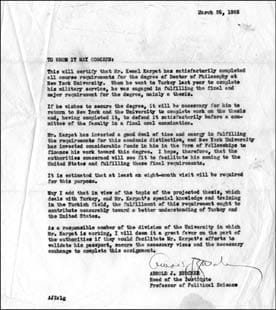 March 25, 1955
TO WHOM IT MAY CONCERN:
This will certify that Mr. Kemal Karpat has satisfactorily completed
all course requirements for the degree of Doctor of Philosophy at
New York University. When he went to Turkey last year to complete
his military service, he was engaged in fulfilling the final and
major requirement for the degree, mainly a thesis.
If he wishes to secure the degree, it will be necessary for him to
return to New York and the University to complete work on the thesis
and, having completed it, to defend it satisfactorily before a com-
mittee of the faculty in a final oral examination.
Mr. Karpat has invested a good deal of time and energy in fulfilling
the requirements for this academic distinction, and New York University
has invested considerable funds in him in the form of Fellowship to
finance his work toward this degree. I hope, therefore, that the
authorities concerned will see fit to facilitate his coming to the
United States and fulfilling these final requirements.
It is estimated that at least an eight-month visit will be required for
this purpose.
May I add that in view of the topic of the projected thesis, which
deals with Turkey, and Mr. Karpat's special knowledge and training
in the Turkish field, the fulfillment of this requirement ought to
contribute enormously toward a better understanding of Turkey and
the United States.
As a responsible member of the division of the University in which
Mr. Karpat is working, I will deem it a great favor on the part of
the authorities if they would facilitate Mr. Karpat's efforts to
validate his passport, secure the necessary visas and the necessary
exchange to complete this assignment.
ARNOLD J. ZURCHER
Head of the Institute
Professor of Political Science
AJZ:lg